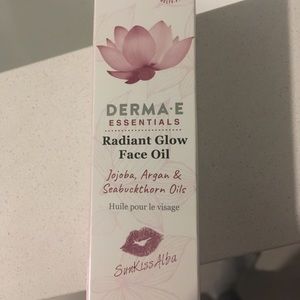 DERMA·E
ESSENTIALS
Radiant Glow
Face Oil
Jojoba, Argan &
Seabuckthorn Oils
Huile pour le visage
SunKissAlba